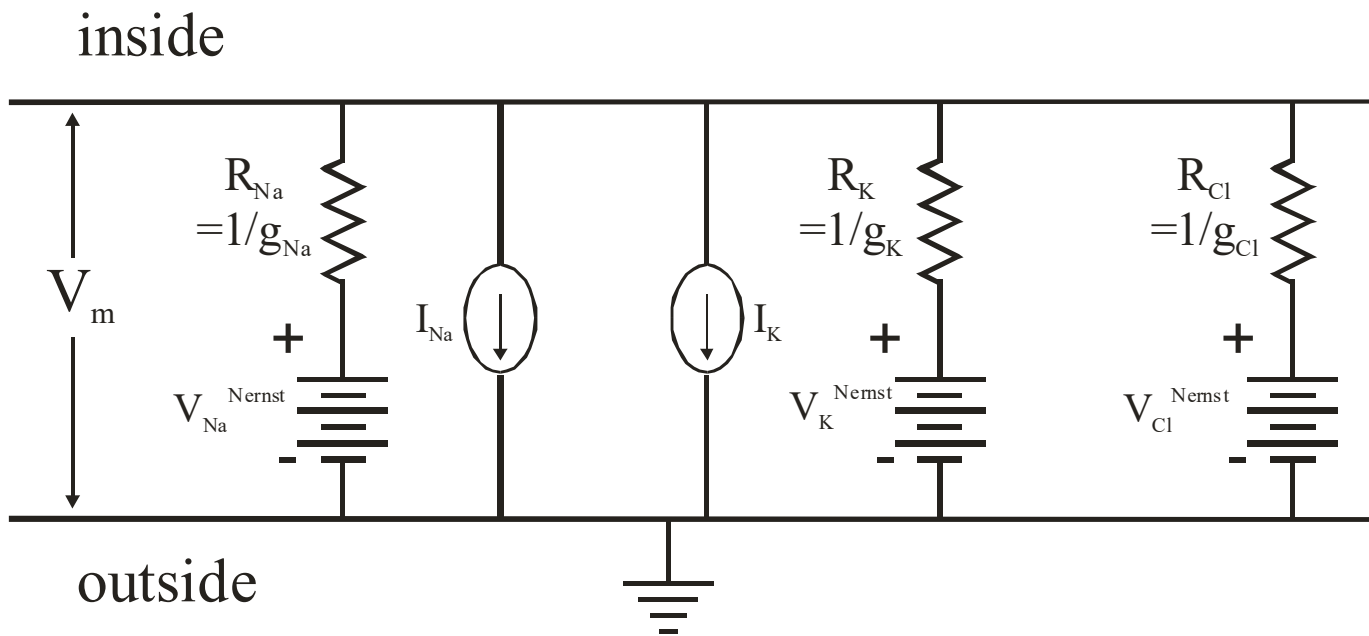 inside
R_Na
=1/g_Na
R_K
=1/g_K
R_Cl
=1/g_Cl
V_m
I_Na
I_K
+
+
+
V_Na^Nernst
V_K^Nernst
V_Cl^Nernst
-
-
-
outside